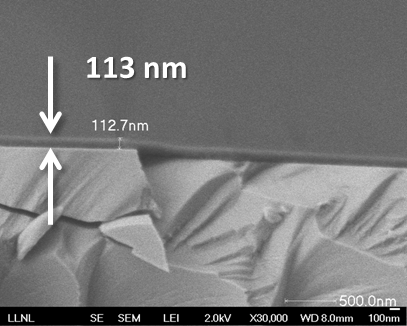 113 nm
112.7nm
500.0nm
LLNL SE SEM LEI 2.0kV X30,000 WD 8.0mm 100nm